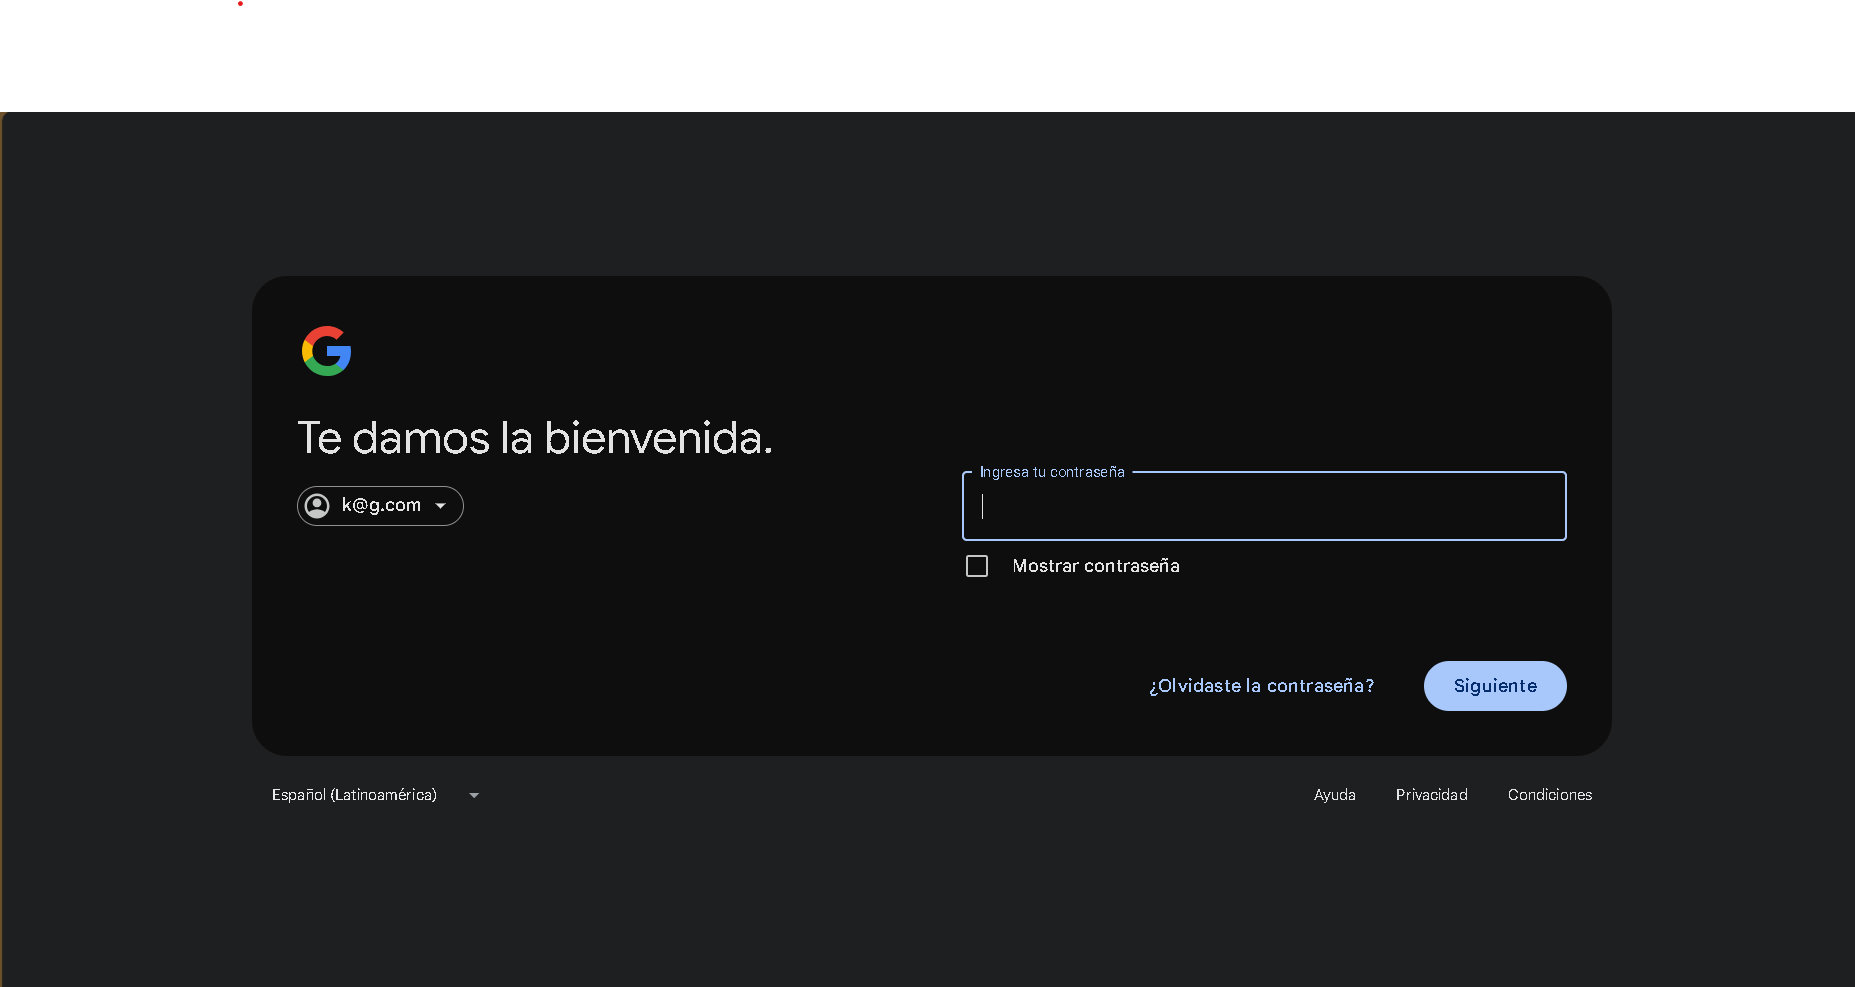 Te damos la bienvenida.
k@g.com
Ingresa tu contraseña
Mostrar contraseña
¿Olvidaste la contraseña?
Siguiente
Español (Latinoamérica)
Ayuda
Privacidad
Condiciones